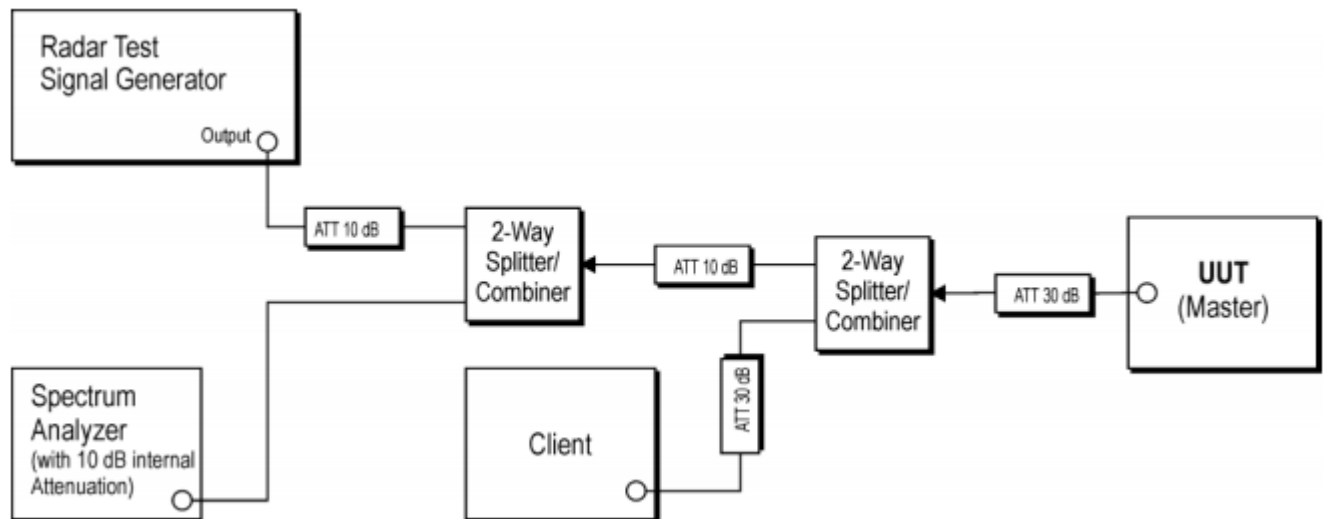 Radar Test
Signal Generator
Output
ATT 10 dB
2-Way
Splitter/
Combiner
ATT 10 dB
2-Way
Splitter/
Combiner
ATT 30 dB
UUT
(Master)
Spectrum
Analyzer
(with 10 dB internal
Attenuation)
Client
ATT 30 dB